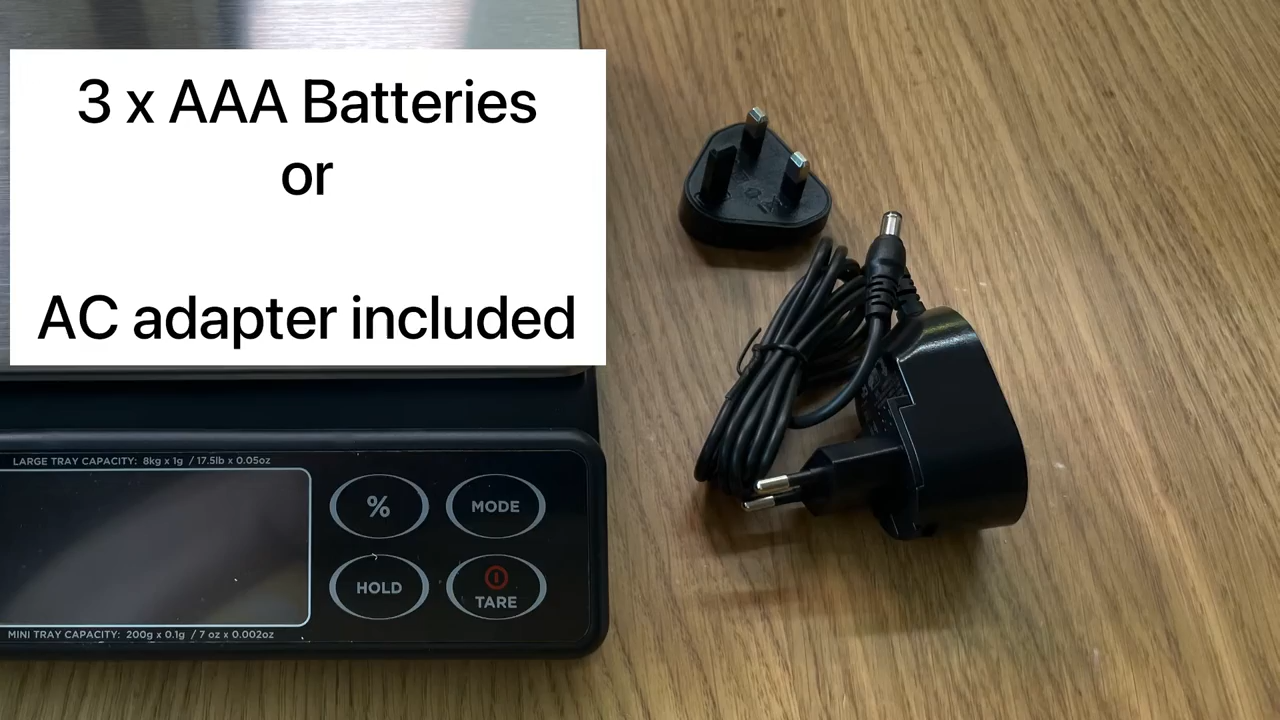 3 x AAA Batteries
or
AC adapter included
LARGE TRAY CAPACITY: 8kg x 1g / 17.5lb x 0.05oz
%
MODE
HOLD
TARE
MINI TRAY CAPACITY: 200g x 0.1g / 7 oz x 0.002oz